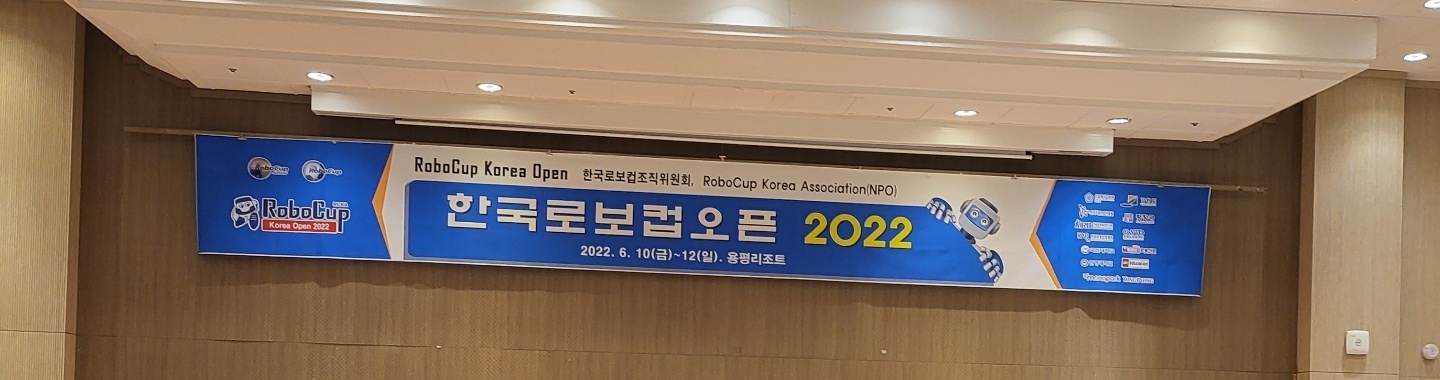 RoboCup
RoboCup
RoboCup
Korea Open 2022
RoboCup Korea Open 한국로보컵조직위원회, RoboCup Korea Association(NPO)
한국로보컵오픈 2022
2022. 6. 10(금)~12(일). 용평리조트